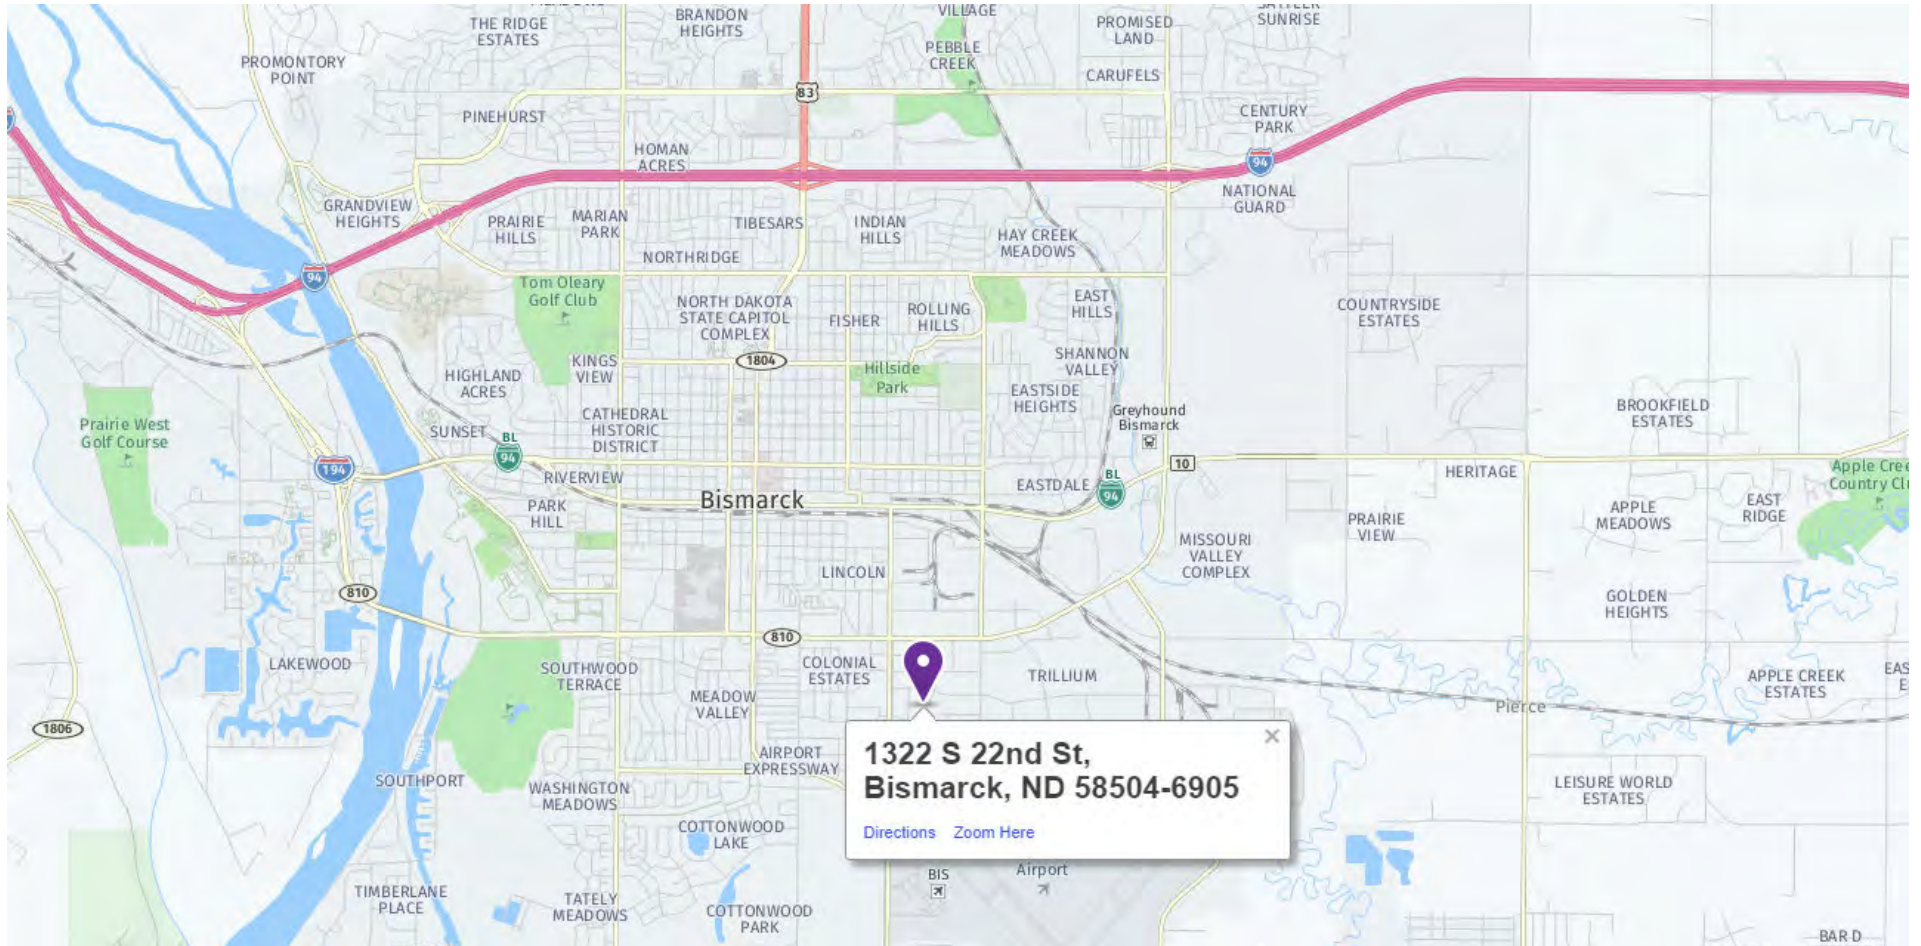 VILLAGE
BRANDON
HEIGHTS
THE RIDGE
ESTATES
PROMISED
LAND
SUNRISE
PROMONTORY
POINT
PEBBLE
CREEK
CARUFELS
83
PINEHURST
CENTURY
PARK
HOMAN
ACRES
94
NATIONAL
GUARD
GRANDVIEW
HEIGHTS
PRAIRIE
HILLS
MARIAN
PARK
TIBESARS
INDIAN
HILLS
HAY CREEK
MEADOWS
NORTHRIDGE
94
Tom Oleary
Golf Club
NORTH DAKOTA
STATE CAPITOL
COMPLEX
FISHER
ROLLING
HILLS
EAST
HILLS
COUNTRYSIDE
ESTATES
1804
KINGS
VIEW
HIGHLAND
ACRES
Hillside
Park
SHANNON
VALLEY
EASTSIDE
HEIGHTS
Greyhound
Bismarck
BROOKFIELD
ESTATES
Prairie West
Golf Course
SUNSET
CATHEDRAL
HISTORIC
DISTRICT
BL
94
194
RIVERVIEW
10
HERITAGE
Apple Cree
Country Cl
EASTDALE
BL
94
Bismarck
PARK
HILL
APPLE
MEADOWS
EAST
RIDGE
PRAIRIE
VIEW
MISSOURI
VALLEY
COMPLEX
LINCOLN
810
GOLDEN
HEIGHTS
810
LAKEWOOD
SOUTHWOOD
TERRACE
COLONIAL
ESTATES
TRILLIUM
APPLE CREEK
ESTATES
EAS
E
MEADOW
VALLEY
Pierce
1806
1322 S 22nd St,
Bismarck, ND 58504-6905
Directions Zoom Here
AIRPORT
EXPRESSWAY
SOUTHPORT
WASHINGTON
MEADOWS
LEISURE WORLD
ESTATES
COTTONWOOD
LAKE
BIS
Airport
TIMBERLANE
PLACE
TATELY
MEADOWS
COTTONWOOD
PARK
BAR D